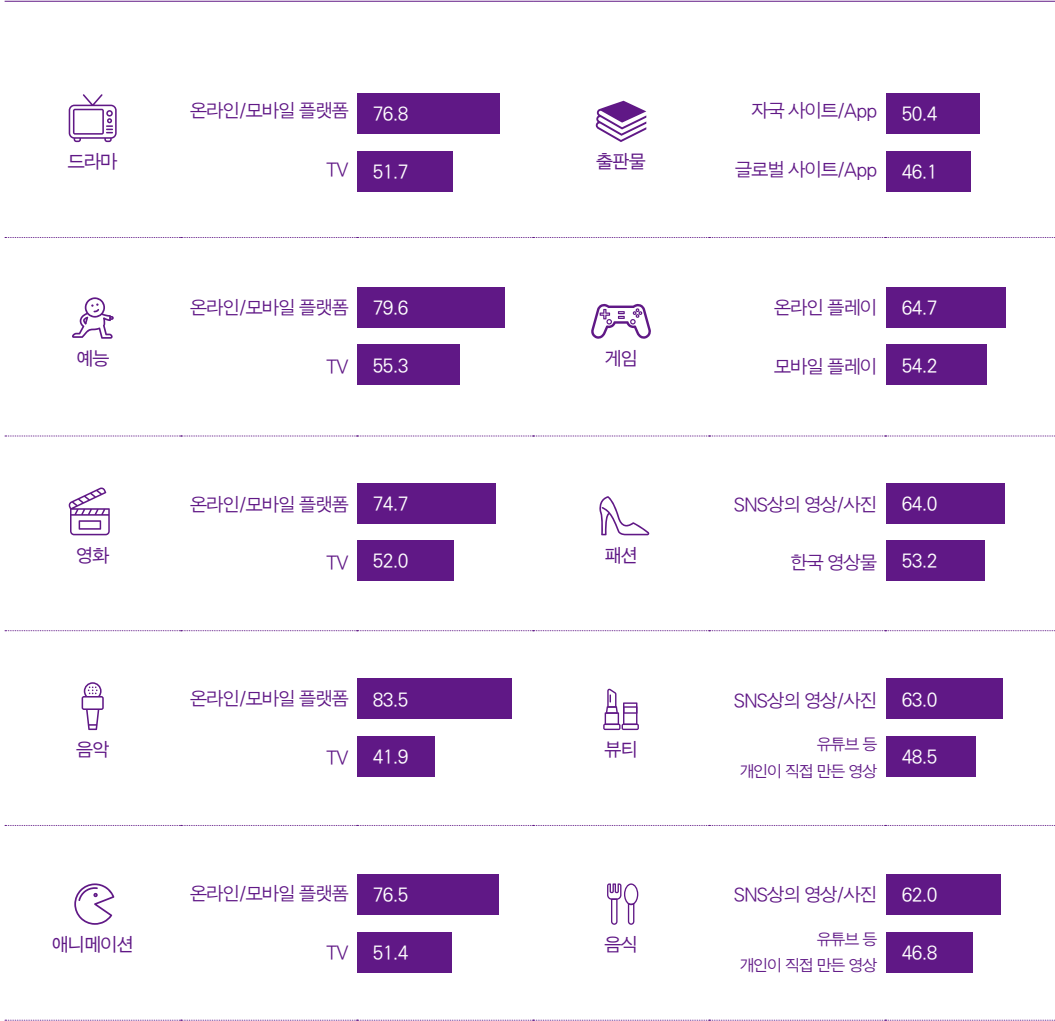 드라마
온라인/모바일 플랫폼 76.8
TV 51.7
출판물
자국 사이트/App 50.4
글로벌 사이트/App 46.1
예능
온라인/모바일 플랫폼 79.6
TV 55.3
게임
온라인 플레이 64.7
모바일 플레이 54.2
영화
온라인/모바일 플랫폼 74.7
TV 52.0
패션
SNS상의 영상/사진 64.0
한국 영상물 53.2
음악
온라인/모바일 플랫폼 83.5
TV 41.9
뷰티
SNS상의 영상/사진 63.0
유튜브 등
개인이 직접 만든 영상 48.5
애니메이션
온라인/모바일 플랫폼 76.5
TV 51.4
음식
SNS상의 영상/사진 62.0
유튜브 등
개인이 직접 만든 영상 46.8